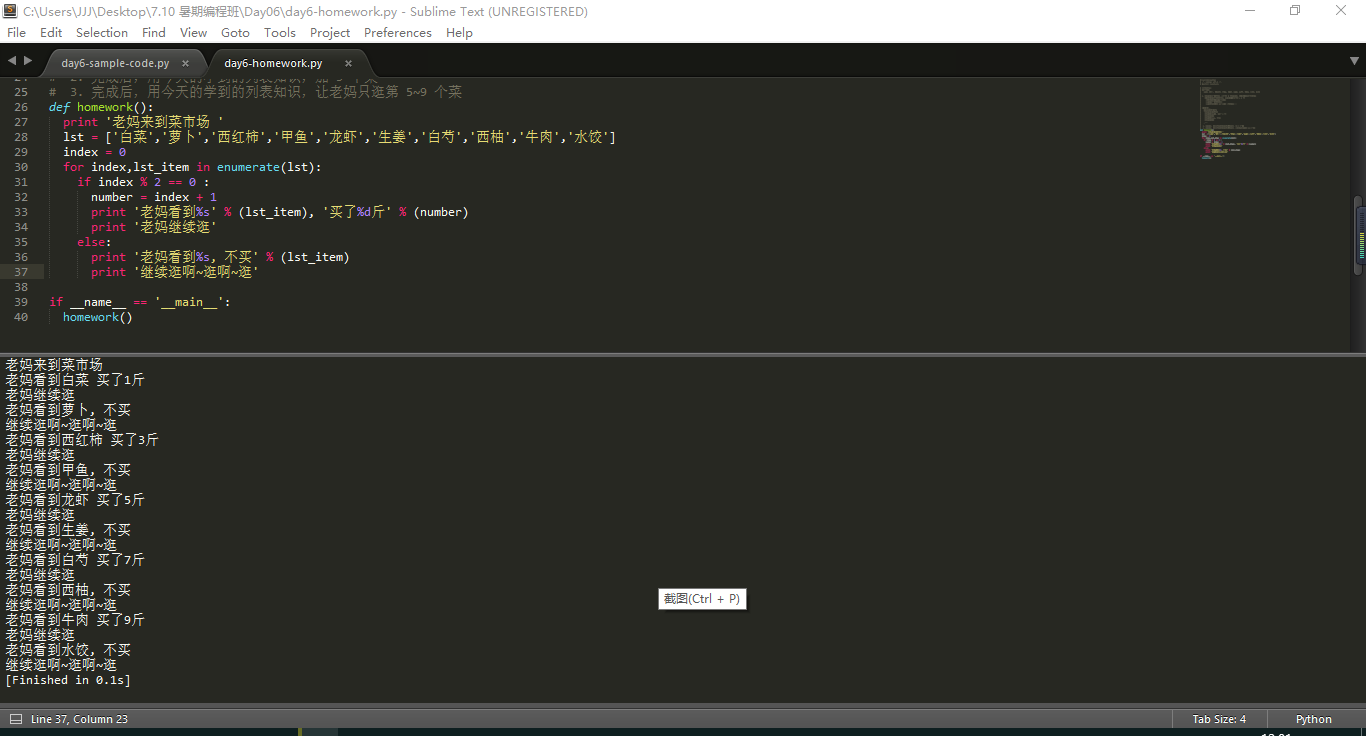 C:\Users\JJJ\Desktop\7.10 暑期编程班\Day06\day6-homework.py - Sublime Text (UNREGISTERED)
File Edit Selection Find View Goto Tools Project Preferences Help
day6-sample-code.py × day6-homework.py ×
25 #  3. 完成后，用今天的学到的列表知识，让老妈只逛第 5~9 个菜
26 def homework():
27   print '老妈来到菜市场 '
28   lst = ['白菜','萝卜','西红柿','甲鱼','龙虾','生姜','白芍','西柚','牛肉','水饺']
29   index = 0
30   for index,lst_item in enumerate(lst):
31     if index % 2 == 0 :
32       number = index + 1
33       print '老妈看到%s' % (lst_item), '买了%d斤' % (number)
34       print '老妈继续逛'
35     else:
36       print '老妈看到%s, 不买' % (lst_item)
37       print '继续逛啊~逛啊~逛'
38
39 if __name__ == '__main__':
40   homework()
老妈来到菜市场
老妈看到白菜 买了1斤
老妈继续逛
老妈看到萝卜, 不买
继续逛啊~逛啊~逛
老妈看到西红柿 买了3斤
老妈继续逛
老妈看到甲鱼, 不买
继续逛啊~逛啊~逛
老妈看到龙虾 买了5斤
老妈继续逛
老妈看到生姜, 不买
继续逛啊~逛啊~逛
老妈看到白芍 买了7斤
老妈继续逛
老妈看到西柚, 不买
继续逛啊~逛啊~逛
老妈看到牛肉 买了9斤
老妈继续逛
老妈看到水饺, 不买
继续逛啊~逛啊~逛
[Finished in 0.1s]
截图(Ctrl + P)
Line 37, Column 23 Tab Size: 4 Python